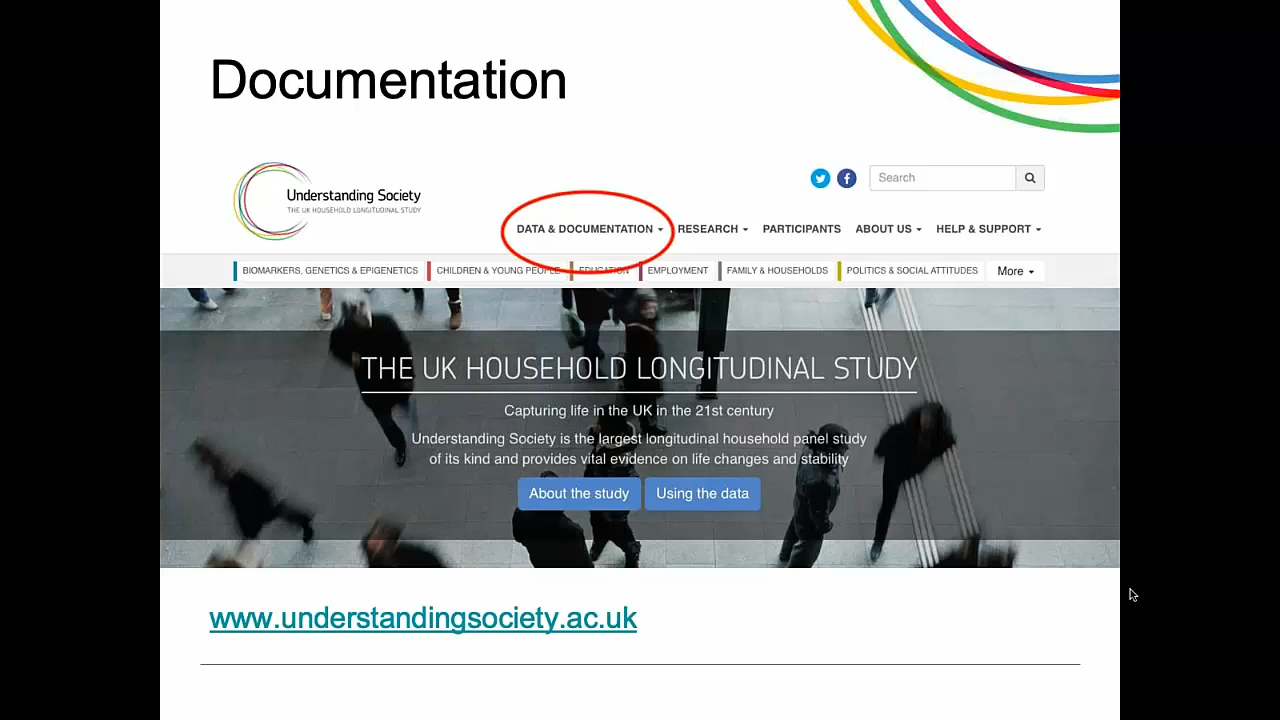 Documentation
Understanding Society
THE UK HOUSEHOLD LONGITUDINAL STUDY
Search
DATA & DOCUMENTATION
RESEARCH
PARTICIPANTS
ABOUT US
HELP & SUPPORT
BIOMARKERS, GENETICS & EPIGENETICS
CHILDREN & YOUNG PEOPLE
EDUCATION
EMPLOYMENT
FAMILY & HOUSEHOLDS
POLITICS & SOCIAL ATTITUDES
More
THE UK HOUSEHOLD LONGITUDINAL STUDY
Capturing life in the UK in the 21st century
Understanding Society is the largest longitudinal household panel study
of its kind and provides vital evidence on life changes and stability
About the study
Using the data
www.understandingsociety.ac.uk